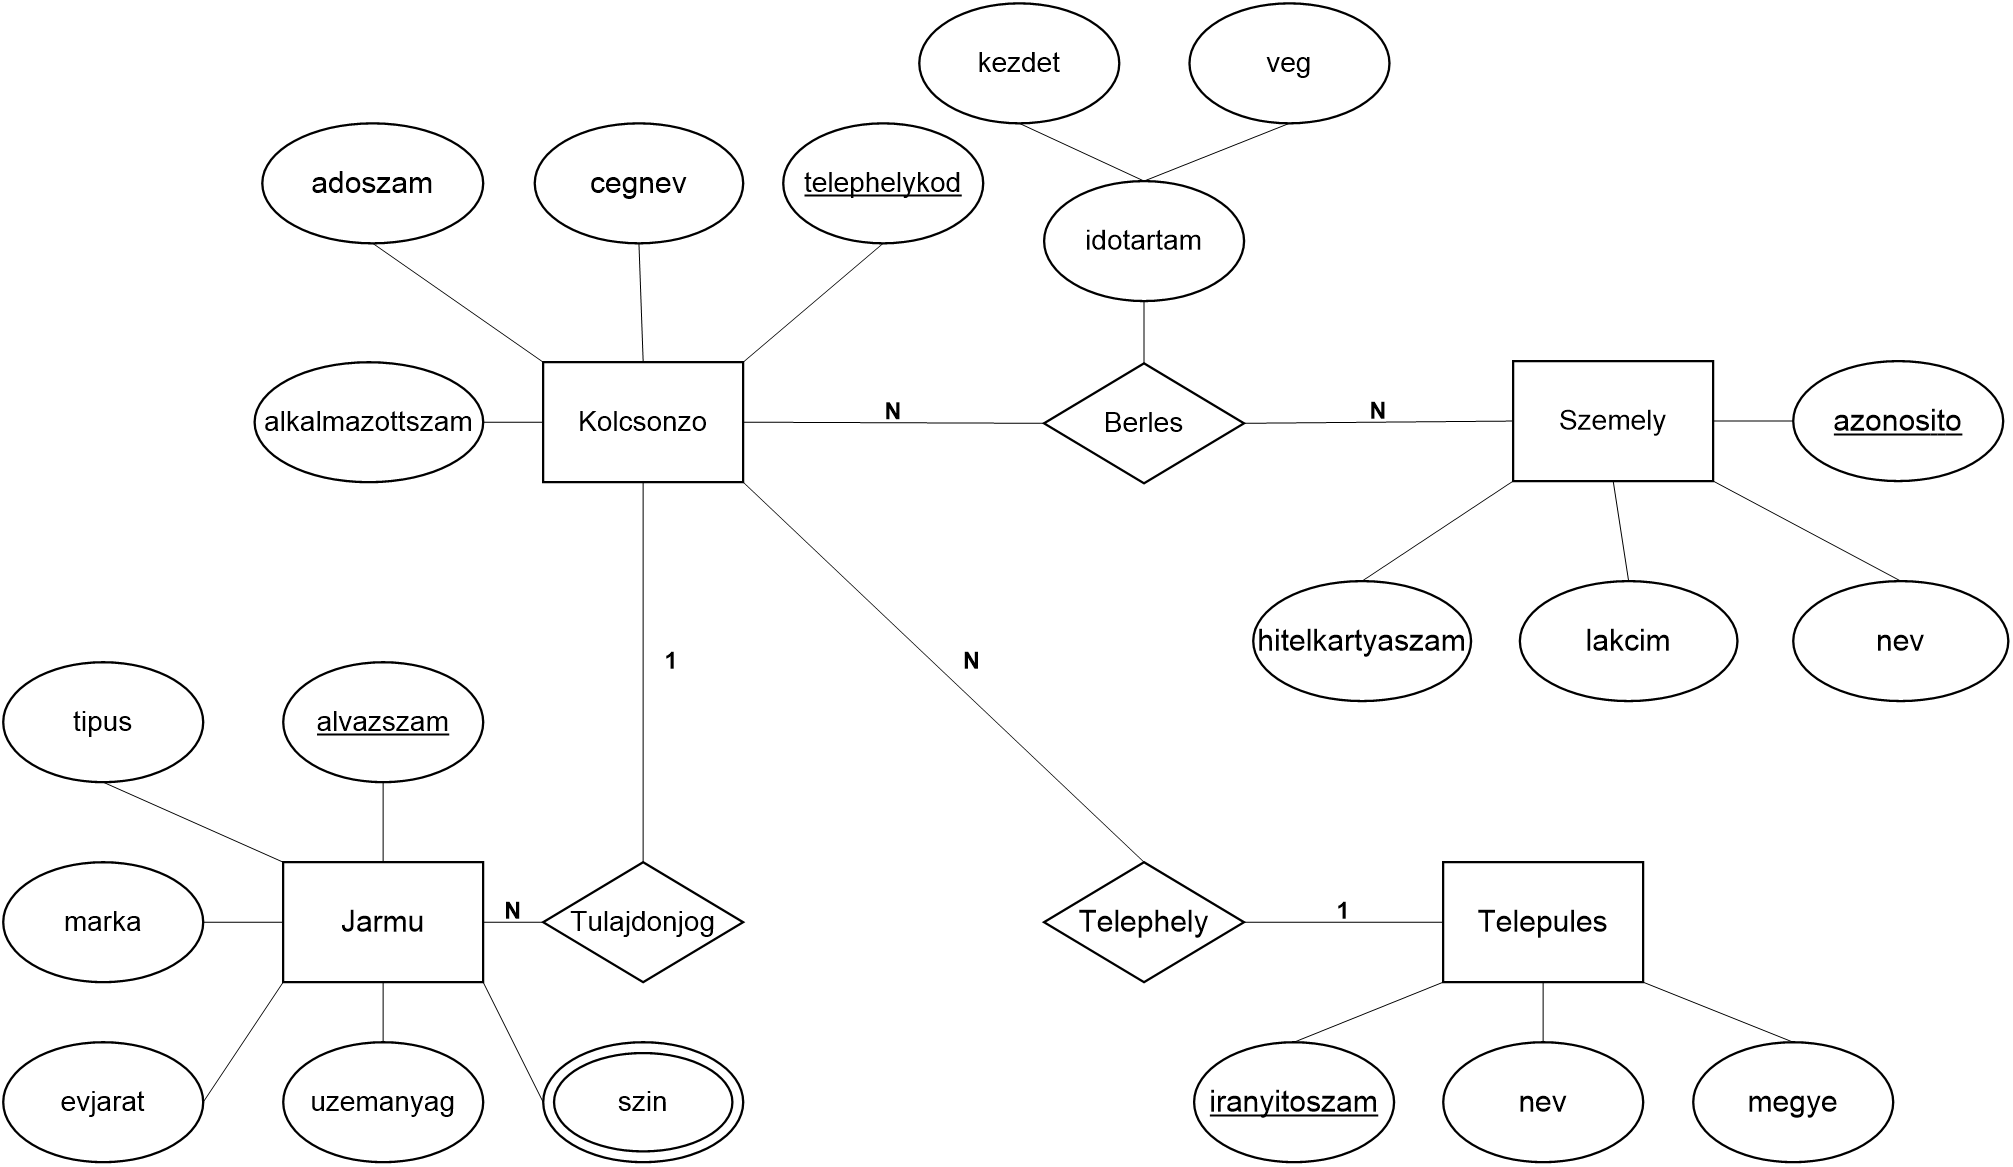 kezdet
veg
adoszam
cegnev
telephelykod
idotartam
alkalmazottszam
Kolcsonzo
N
Berles
N
Szemely
azonosito
hitelkartyaszam
lakcim
nev
1
N
tipus
alvazszam
marka
Jarmu
N
Tulajdonjog
Telephely
1
Telepules
evjarat
uzemanyag
szin
iranyitoszam
nev
megye